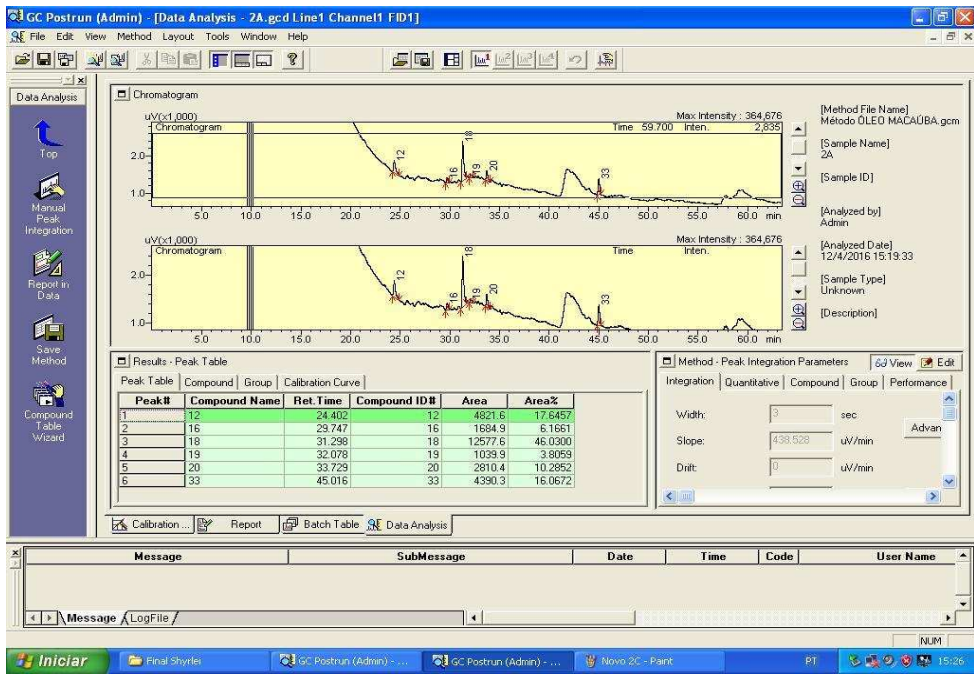 GC Postrun (Admin) - [Data Analysis - 2A.gcd Line1 Channel1 FID1]
File Edit View Method Layout Tools Window Help
Data Analysis
Top
Manual
Peak
Integration
Report in
Data
Save
Method
Compound
Table
Wizard
Chromatogram
uV(x1,000) Max Intensity : 364,676
Chromatogram Time 59.700 Inten. 2,835
2.0
1.0
12 16 18 19 20 33
5.0 10.0 15.0 20.0 25.0 30.0 35.0 40.0 45.0 50.0 55.0 60.0 min
uV(x1,000) Max Intensity : 364,676
Chromatogram Time Inten.
2.0
1.0
12 16 18 19 20 33
5.0 10.0 15.0 20.0 25.0 30.0 35.0 40.0 45.0 50.0 55.0 60.0 min
[Method File Name]
Método ÓLEO MACAÚBA.gcm
[Sample Name]
2A
[Sample ID]
[Analyzed by]
Admin
[Analyzed Date]
12/4/2016 15:19:33
[Sample Type]
Unknown
[Description]
Results - Peak Table
Peak Table Compound Group Calibration Curve
Peak# Compound Name Ret.Time Compound ID# Area Area%
1 12 24.402 12 4821.6 17.6457
2 16 29.747 16 1684.9 6.1661
3 18 31.298 18 12577.6 46.0300
4 19 32.078 19 1039.9 3.8059
5 20 33.729 20 2810.4 10.2852
6 33 45.016 33 4390.3 16.0672
Method - Peak Integration Parameters View Edit
Integration Quantitative Compound Group Performance
Width: 3 sec
Slope: 438.528 uV/min
Advan
Drift: 0 uV/min
Calibration ... Report Batch Table Data Analysis
Message SubMessage Date Time Code User Name
Message LogFile
NUM
Iniciar Final Shyrlei GC Postrun (Admin) - ... GC Postrun (Admin) - ... Novo 2C - Paint PT 15:26